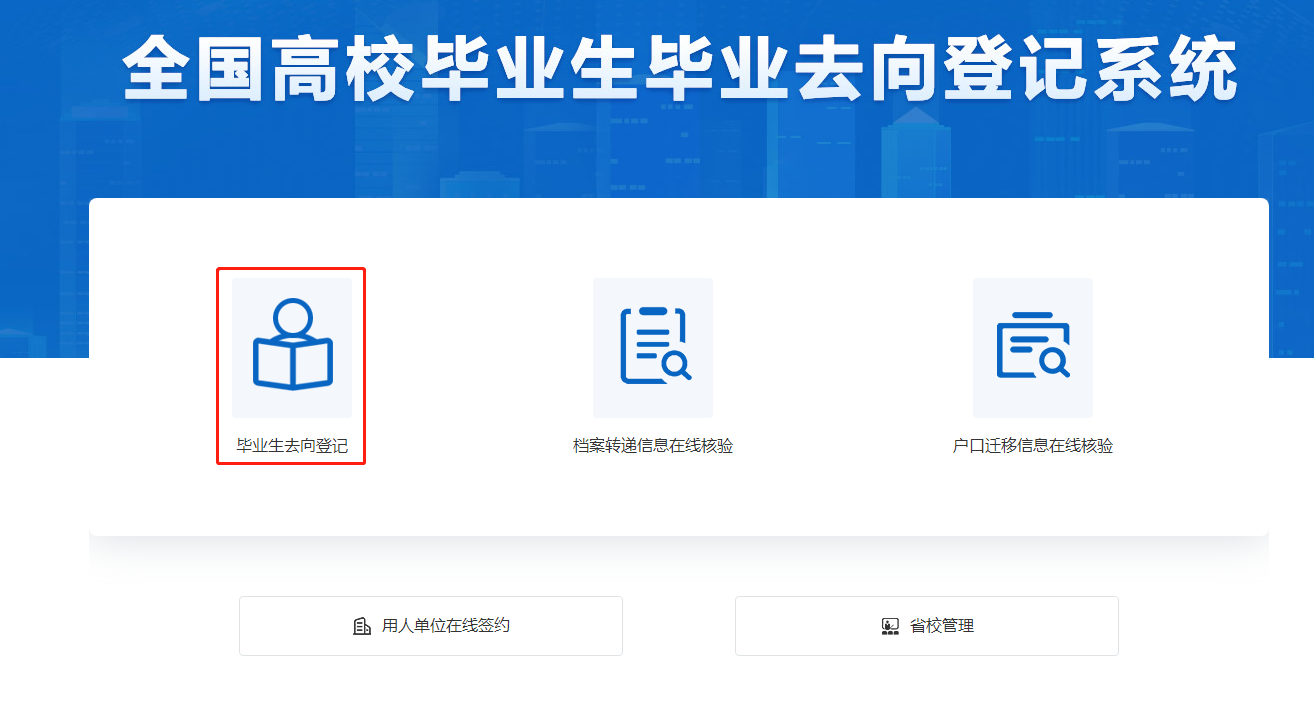 全国高校毕业生毕业去向登记系统
毕业生去向登记
档案转递信息在线核验
户口迁移信息在线核验
用人单位在线签约
省校管理